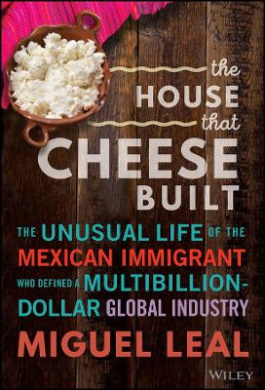 the
HOUSE
that
CHEESE
BUILT
THE UNUSUAL LIFE OF THE
MEXICAN IMMIGRANT
WHO DEFINED A MULTIBILLION-
DOLLAR GLOBAL INDUSTRY
MIGUEL LEAL
WILEY